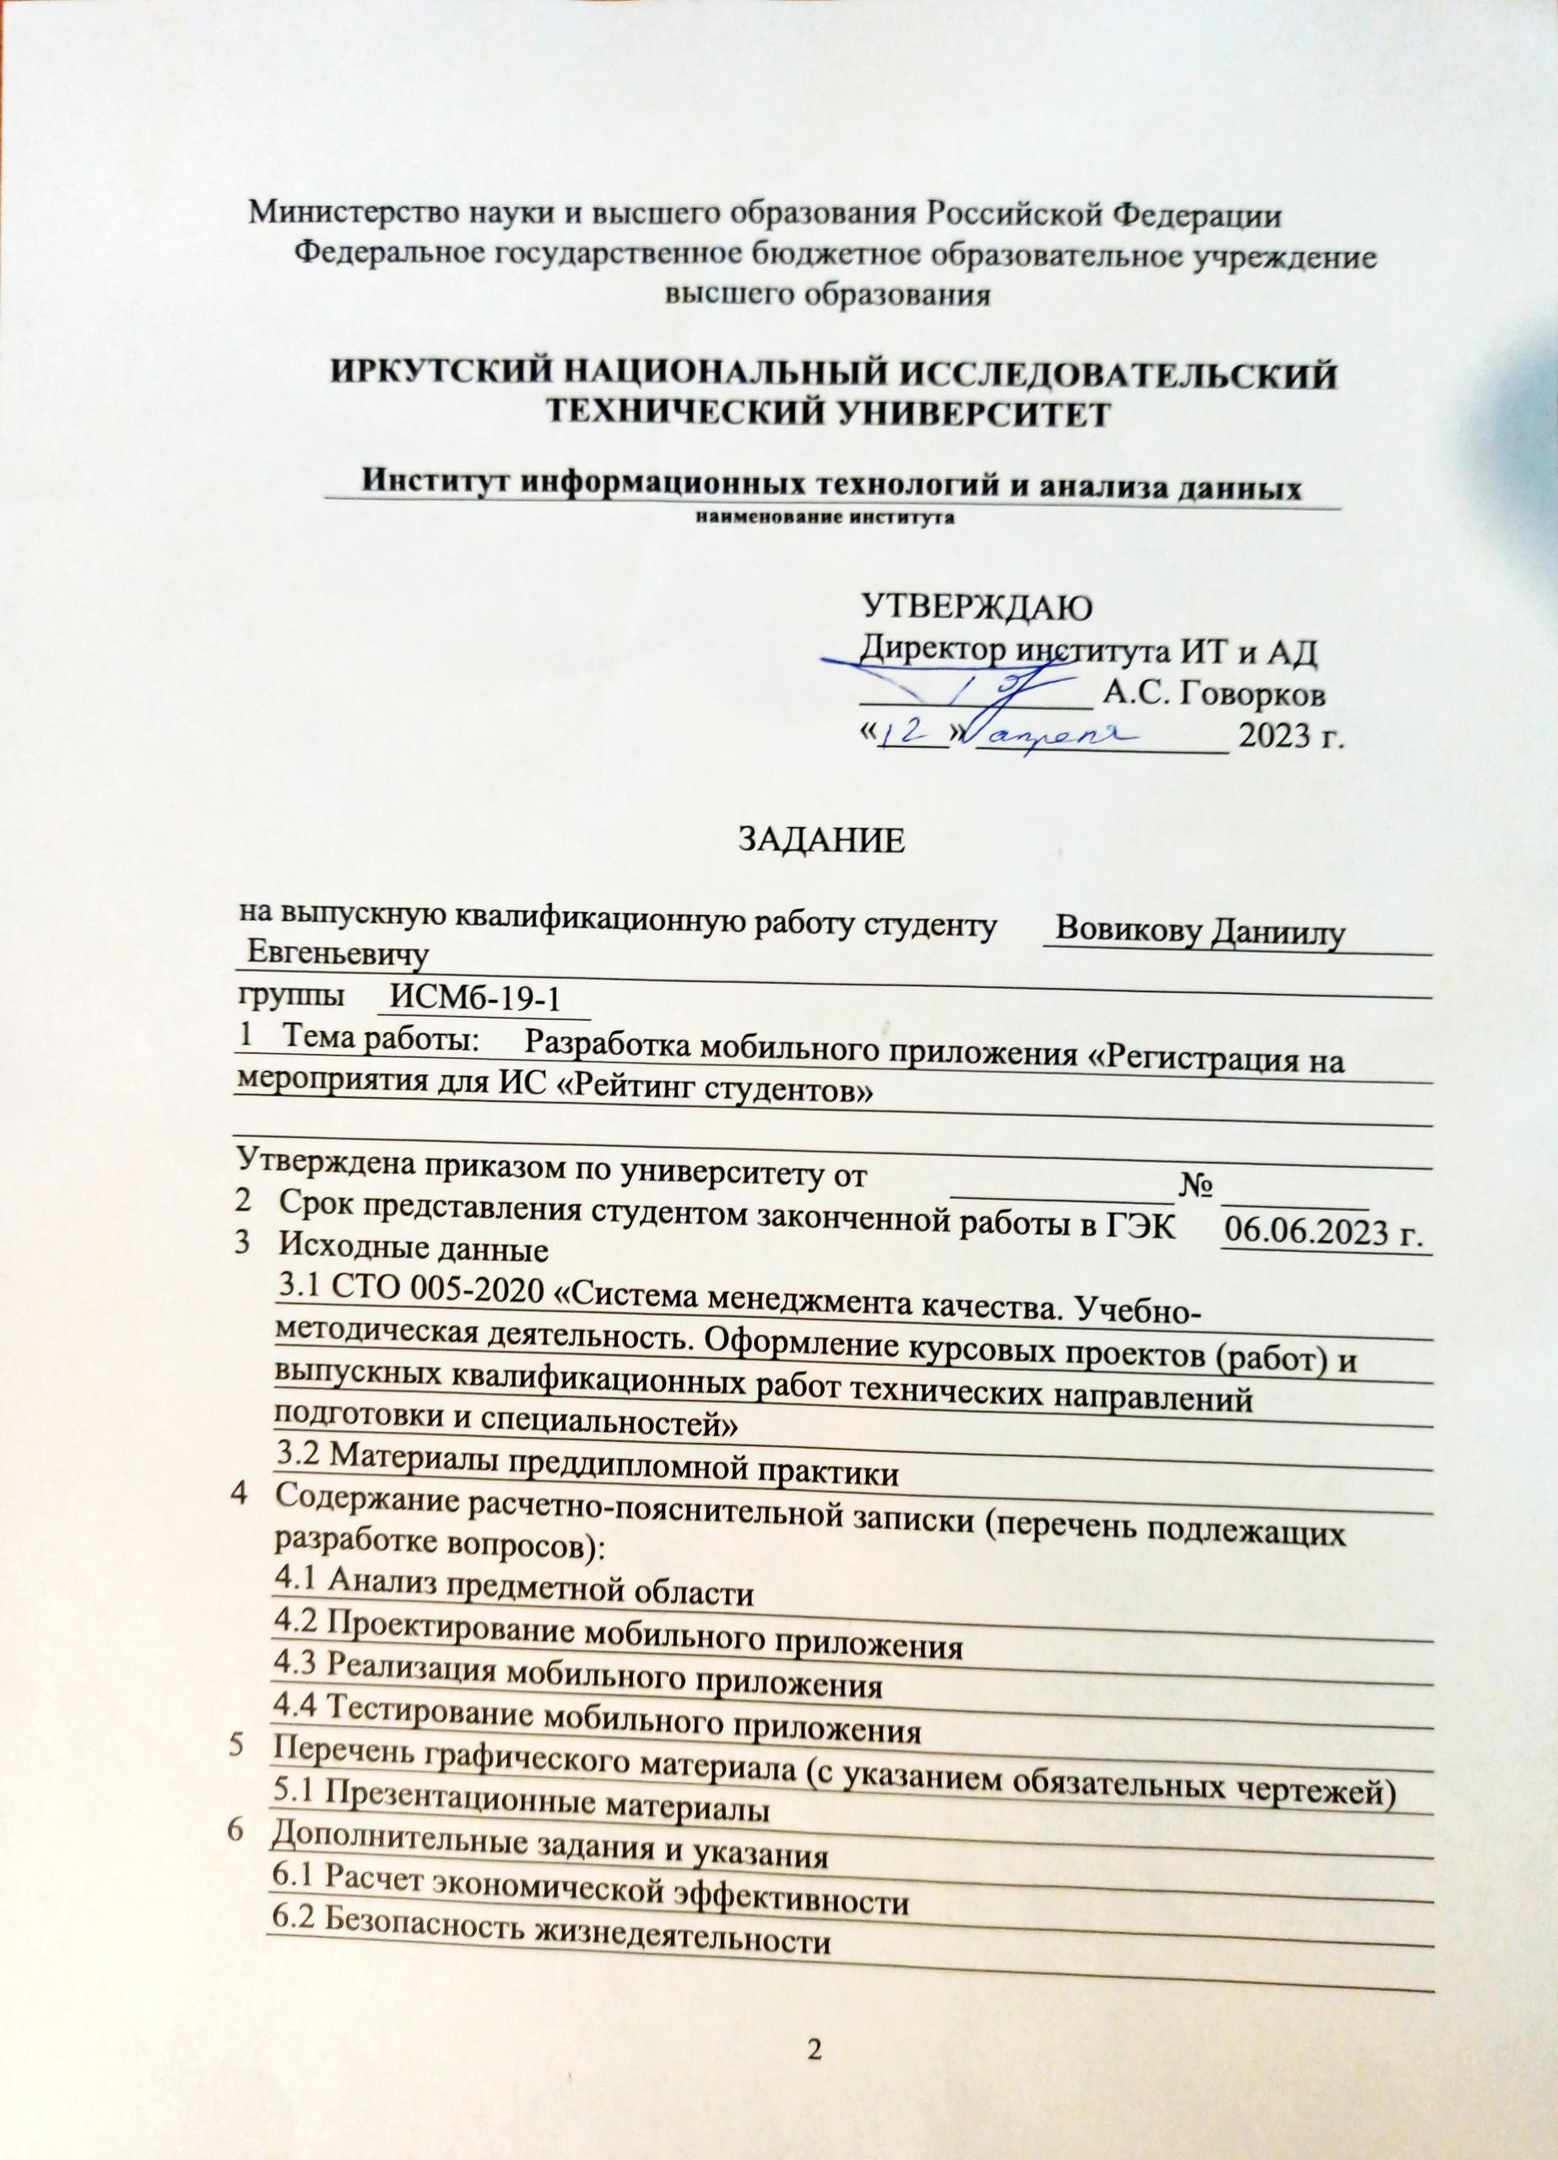 Министерство науки и высшего образования Российской Федерации
Федеральное государственное бюджетное образовательное учреждение
высшего образования
ИРКУТСКИЙ НАЦИОНАЛЬНЫЙ ИССЛЕДОВАТЕЛЬСКИЙ
ТЕХНИЧЕСКИЙ УНИВЕРСИТЕТ
Институт информационных технологий и анализа данных
наименование института
УТВЕРЖДАЮ
Директор института ИТ и АД
А.С. Говорков
«12» апреля 2023 г.
ЗАДАНИЕ
на выпускную квалификационную работу студенту Вовикову Даниилу
Евгеньевичу
группы ИСМб-19-1
1 Тема работы: Разработка мобильного приложения «Регистрация на
мероприятия для ИС «Рейтинг студентов»
Утверждена приказом по университету от № 
2 Срок представления студентом законченной работы в ГЭК 06.06.2023 г.
3 Исходные данные
3.1 СТО 005-2020 «Система менеджмента качества. Учебно-
методическая деятельность. Оформление курсовых проектов (работ) и
выпускных квалификационных работ технических направлений
подготовки и специальностей»
3.2 Материалы преддипломной практики
4 Содержание расчетно-пояснительной записки (перечень подлежащих
разработке вопросов):
4.1 Анализ предметной области
4.2 Проектирование мобильного приложения
4.3 Реализация мобильного приложения
4.4 Тестирование мобильного приложения
5 Перечень графического материала (с указанием обязательных чертежей)
5.1 Презентационные материалы
6 Дополнительные задания и указания
6.1 Расчет экономической эффективности
6.2 Безопасность жизнедеятельности
2